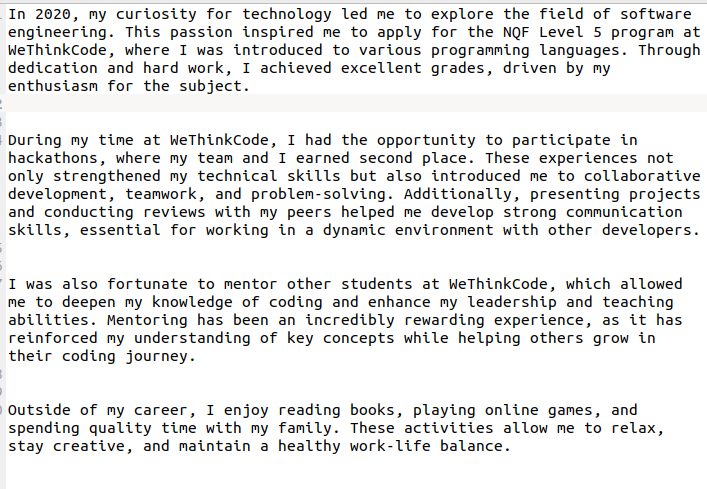 In 2020, my curiosity for technology led me to explore the field of software
engineering. This passion inspired me to apply for the NQF Level 5 program at
WeThinkCode, where I was introduced to various programming languages. Through
dedication and hard work, I achieved excellent grades, driven by my
enthusiasm for the subject.
During my time at WeThinkCode, I had the opportunity to participate in
hackathons, where my team and I earned second place. These experiences not
only strengthened my technical skills but also introduced me to collaborative
development, teamwork, and problem-solving. Additionally, presenting projects
and conducting reviews with my peers helped me develop strong communication
skills, essential for working in a dynamic environment with other developers.
I was also fortunate to mentor other students at WeThinkCode, which allowed
me to deepen my knowledge of coding and enhance my leadership and teaching
abilities. Mentoring has been an incredibly rewarding experience, as it has
reinforced my understanding of key concepts while helping others grow in
their coding journey.
Outside of my career, I enjoy reading books, playing online games, and
spending quality time with my family. These activities allow me to relax,
stay creative, and maintain a healthy work-life balance.